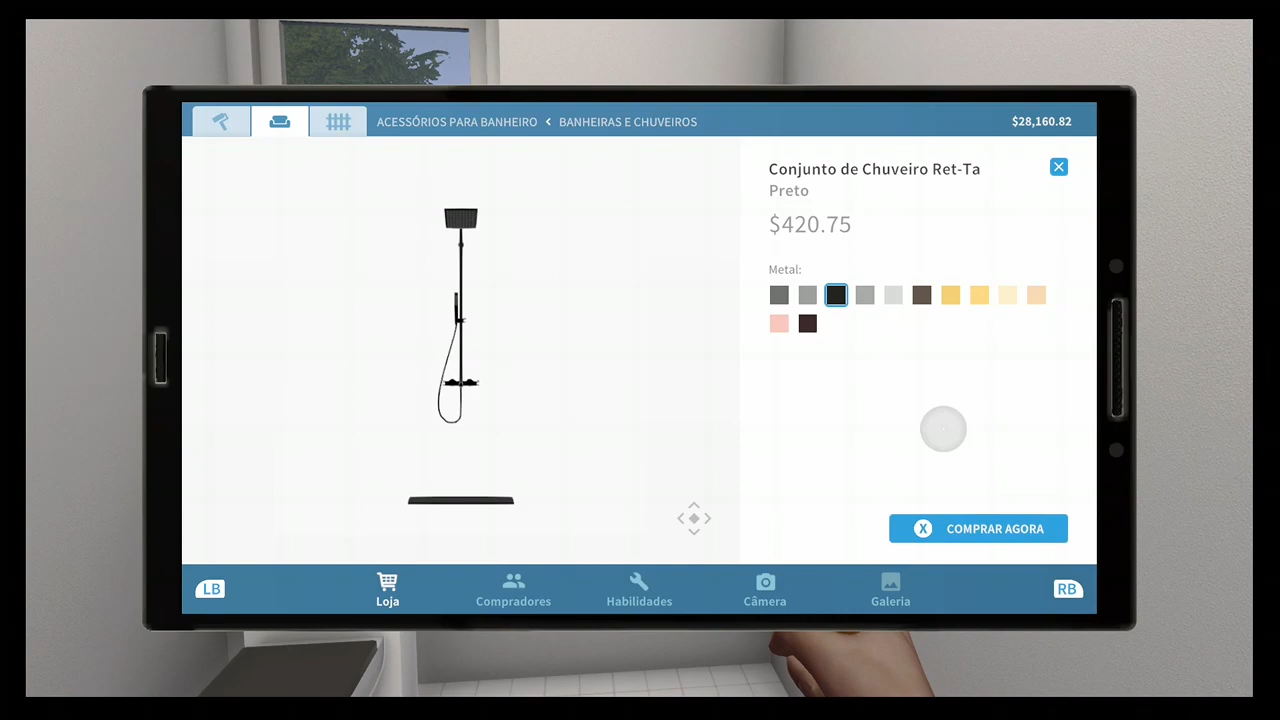 ACESSÓRIOS PARA BANHEIRO < BANHEIRAS E CHUVEIROS
$28,160.82
Conjunto de Chuveiro Ret-Ta
Preto
$420.75
Metal:
X COMPRAR AGORA
LB
Loja
Compradores
Habilidades
Câmera
Galeria
RB